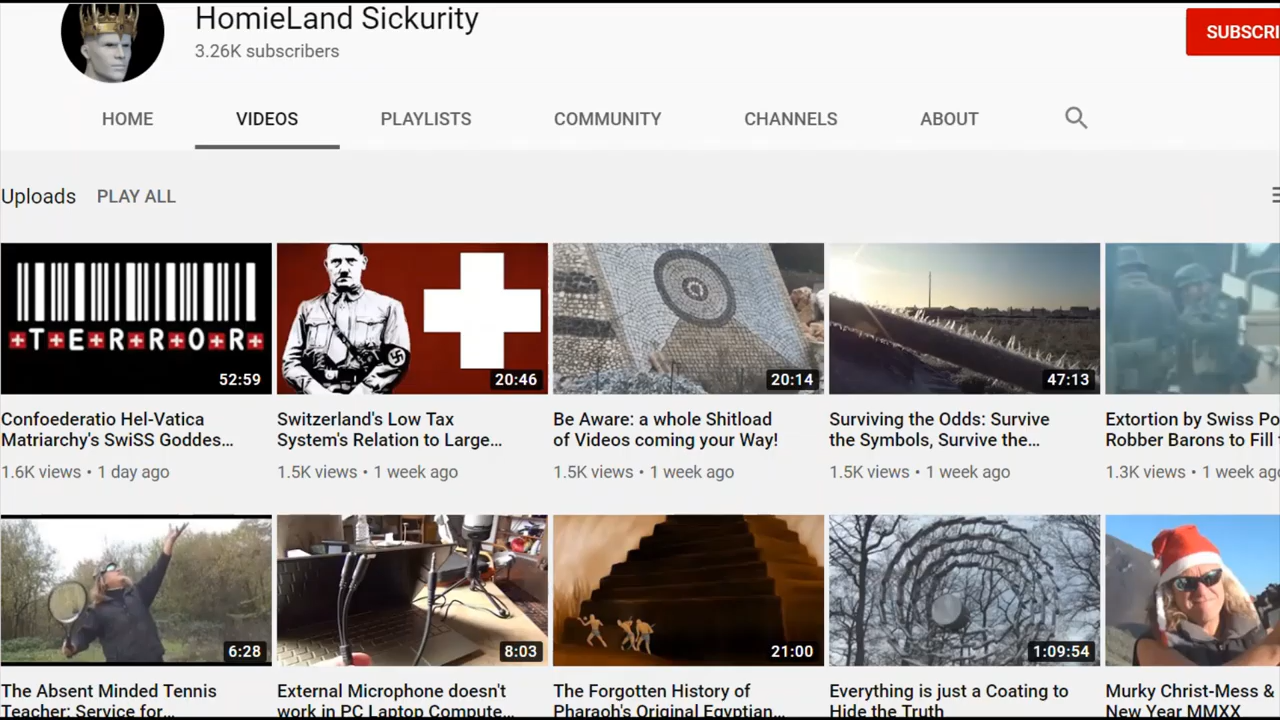 HomieLand Sickurity
3.26K subscribers
SUBSCRI
HOME VIDEOS PLAYLISTS COMMUNITY CHANNELS ABOUT
Uploads PLAY ALL
+T+E+R+R+O+R+
52:59
20:46
20:14
47:13
Confoederatio Hel-Vatica
Matriarchy's SwiSS Goddes...
1.6K views • 1 day ago
Switzerland's Low Tax
System's Relation to Large...
1.5K views • 1 week ago
Be Aware: a whole Shitload
of Videos coming your Way!
1.5K views • 1 week ago
Surviving the Odds: Survive
the Symbols, Survive the...
1.5K views • 1 week ago
Extortion by Swiss Po
Robber Barons to Fill
1.3K views • 1 week ago
6:28
8:03
21:00
1:09:54
The Absent Minded Tennis
Teacher: Service for...
External Microphone doesn't
work in PC Laptop Compute...
The Forgotten History of
Pharaoh's Original Egyptian...
Everything is just a Coating to
Hide the Truth
Murky Christ-Mess &
New Year MMXX